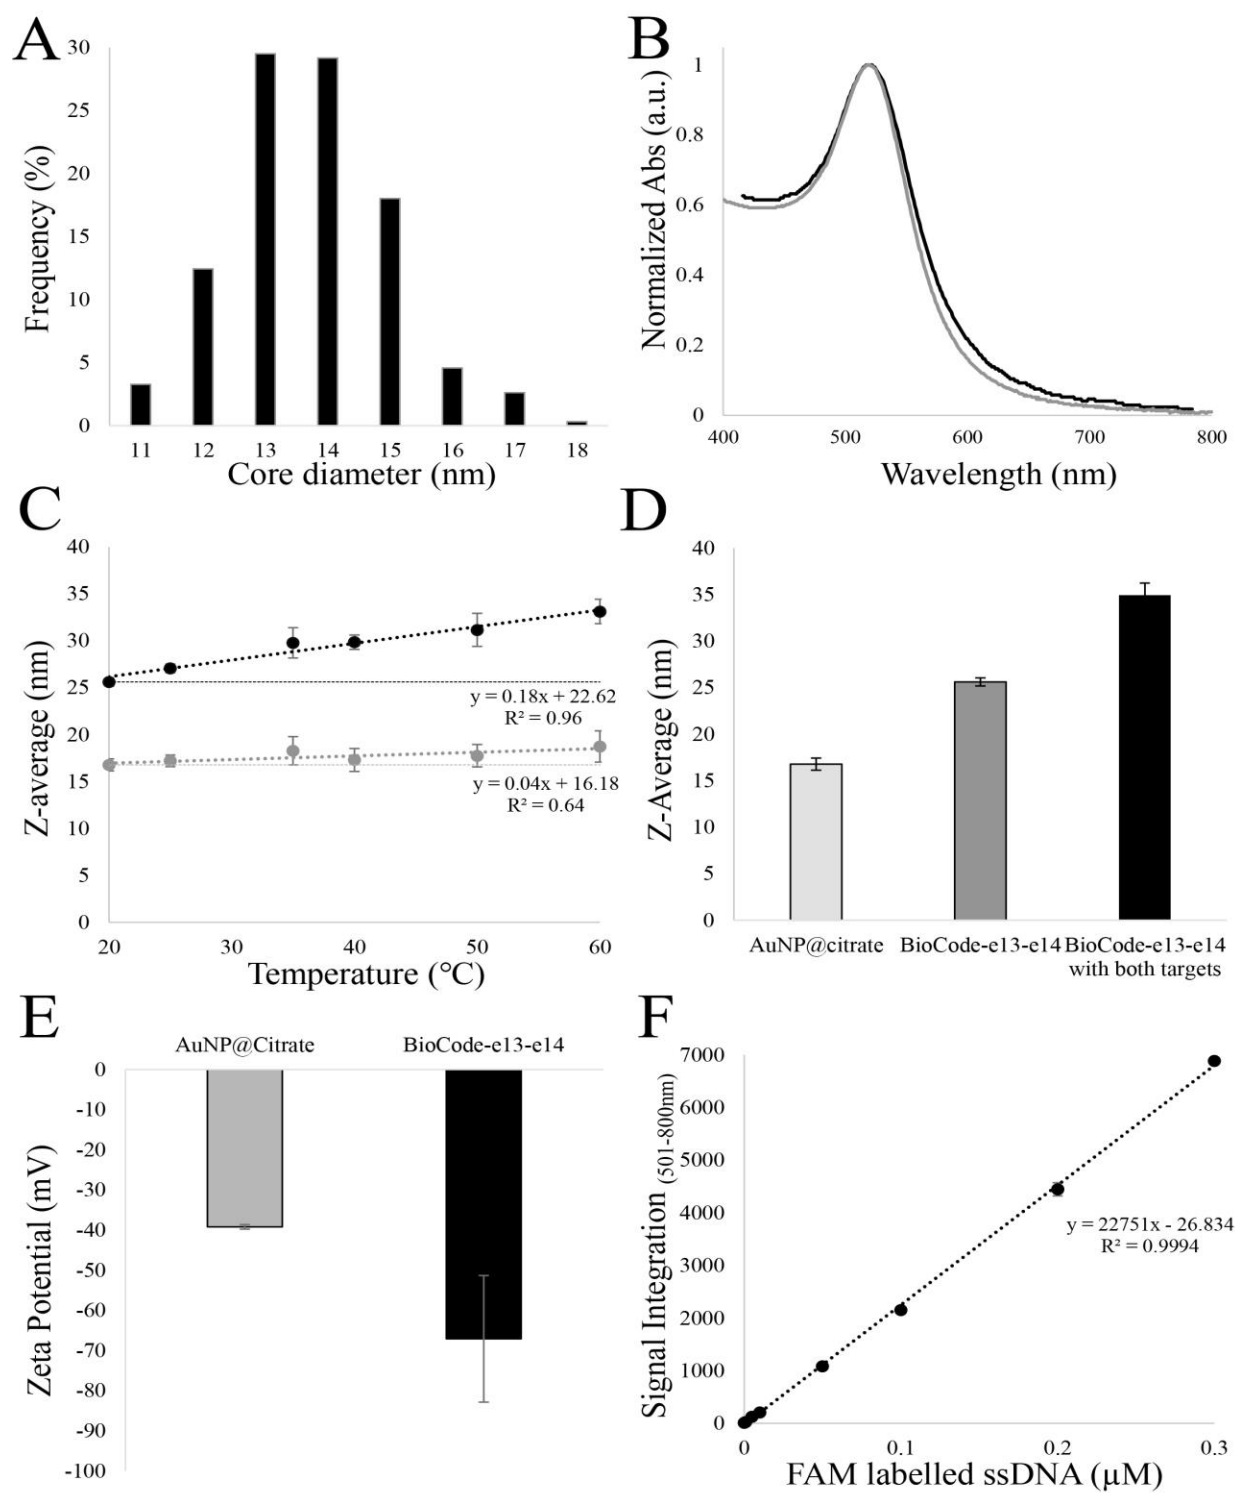 A
30
25
20
15
10
5
0
Frequency (%)
11 12 13 14 15 16 17 18
Core diameter (nm)
B
1
0.8
0.6
0.4
0.2
0
Normalized Abs (a.u.)
400 500 600 700 800
Wavelength (nm)
C
40
35
30
25
20
15
10
5
0
Z-average (nm)
y = 0.18x + 22.62
R² = 0.96
y = 0.04x + 16.18
R² = 0.64
20 30 40 50 60
Temperature (°C)
D
40
35
30
25
20
15
10
5
0
Z-Average (nm)
AuNP@citrate BioCode-e13-e14 BioCode-e13-e14
with both targets
E
AuNP@Citrate BioCode-e13-e14
0
-10
-20
-30
-40
-50
-60
-70
-80
-90
-100
Zeta Potential (mV)
F
7000
6000
5000
4000
3000
2000
1000
0
Signal Integration (501-800nm)
y = 22751x - 26.834
R² = 0.9994
0 0.1 0.2 0.3
FAM labelled ssDNA (µM)